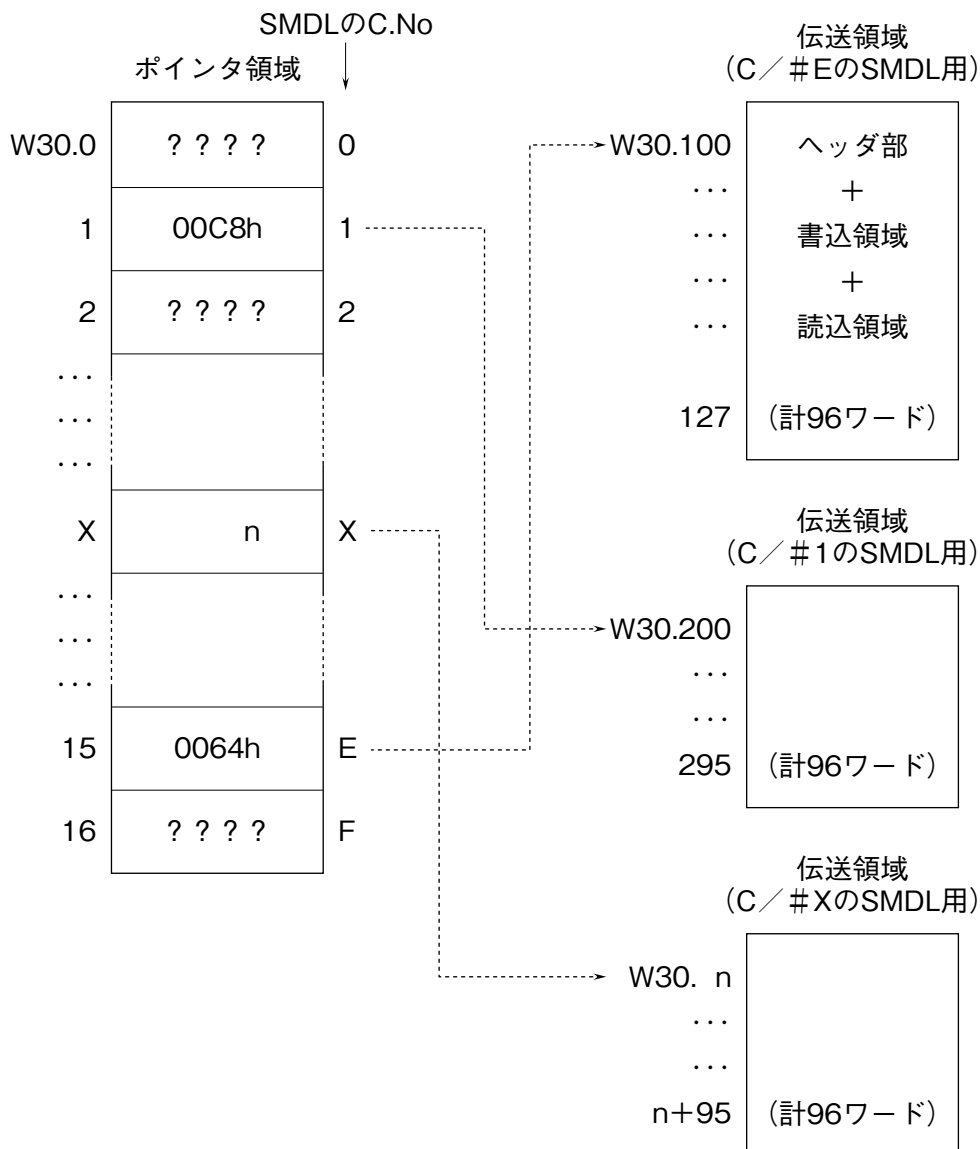 SMDLのC.No
ポインタ領域
W30.0 ???? 0
1 00C8h 1
2 ???? 2
...
...
...
X n X
...
...
...
15 0064h E
16 ???? F
伝送領域
(C/#EのSMDL用)
W30.100 ヘッダ部
... +
... 書込領域
... +
... 読込領域
127 (計96ワード)
伝送領域
(C/#1のSMDL用)
W30.200
...
...
295 (計96ワード)
伝送領域
(C/#XのSMDL用)
W30. n
...
...
n+95 (計96ワード)